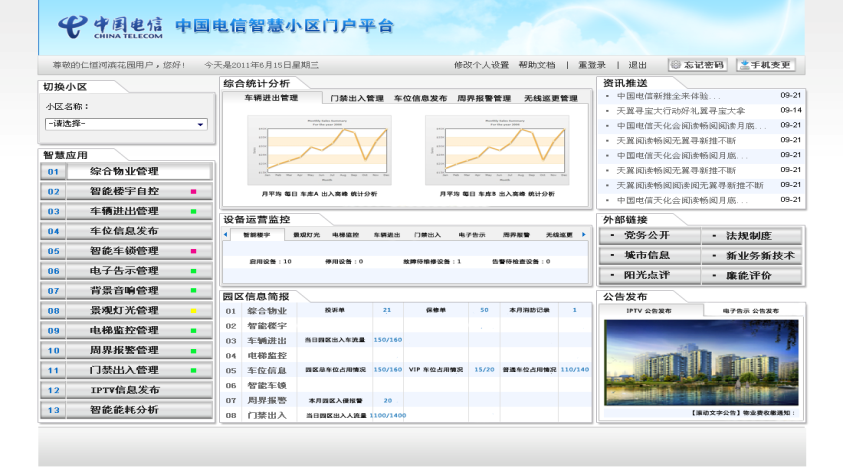 中国电信
CHINA TELECOM
中国电信智慧小区门户平台
尊敬的仁恒河滨花园用户,您好! 今天是2011年6月15日星期三
修改个人设置 帮助文档 | 重登录 | 退出 忘记密码 手机变更
切换小区
小区名称:
-请选择-
智慧应用
01 综合物业管理
02 智能楼宇自控
03 车辆进出管理
04 车位信息发布
05 智能车锁管理
06 电子告示管理
07 背景音响管理
08 景观灯光管理
09 电梯监控管理
10 周界报警管理
11 门禁出入管理
12 IPTV信息发布
13 智能能耗分析
综合统计分析
车辆进出管理 门禁出入管理 车位信息发布 周界报警管理 无线巡更管理
月平均 每日 车库A 出入高峰 统计分析
月平均 每日 车库B 出入高峰 统计分析
设备运营监控
智能楼宇 景观灯光 电梯监控 车辆进出 门禁出入 电子告示 周界报警 无线巡更
启用设备:10 停用设备:0 故障待维修设备:1 告警待检查设备:0
园区信息简报
01 综合物业 投诉单 21 保修单 50 本月消防记录 1
02 智能楼宇
03 车辆进出 当日园区出入车流量 150/160
04 电梯监控
05 车位信息 园区总车位占用情况 150/160 VIP 车位占用情况 15/20 普通车位占用情况 110/140
06 智能车锁
07 周界报警 本月园区入侵报警 20
08 门禁出入 当日园区出入人流量 1100/1400
资讯推送
中国电信新推全来体验... 09-21
天翼寻宝大行动好礼翼寻宝大拿 09-14
中国电信天化会阅读畅阅阅读月底... 09-21
天翼阅读畅阅无翼寻新推不断 09-21
中国电信天化会阅读畅阅月底... 09-21
天翼阅读畅阅无翼寻新推不断 09-21
天翼阅读畅阅阅读阅无翼寻新推不断 09-21
中国电信天化会阅读畅阅月底... 09-21
外部链接
党务公开 法规制度
城市信息 新业务新技术
阳光点评 廉能评价
公告发布
IPTV 公告发布 电子告示 公告发布
【滚动文字公告】物业费收缴通知: